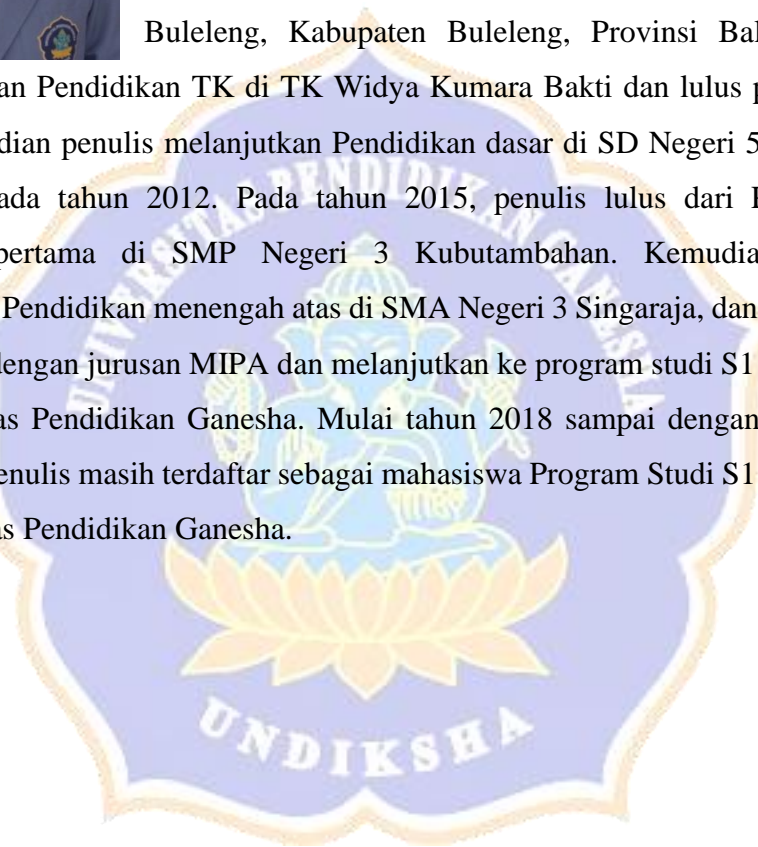 Buleleng, Kabupaten Buleleng, Provinsi Bal
an Pendidikan TK di TK Widya Kumara Bakti dan lulus p
dian penulis melanjutkan Pendidikan dasar di SD Negeri 5
ada tahun 2012. Pada tahun 2015, penulis lulus dari
pertama di SMP Negeri 3 Kubutambahan. Kemudia
Pendidikan menengah atas di SMA Negeri 3 Singaraja, dan
dengan jurusan MIPA dan melanjutkan ke program studi S1
as Pendidikan Ganesha. Mulai tahun 2018 sampai dengan
enulis masih terdaftar sebagai mahasiswa Program Studi S1
as Pendidikan Ganesha.
UNIVERSITAS PENDIDIKAN GANESHA
UNDIKSHA